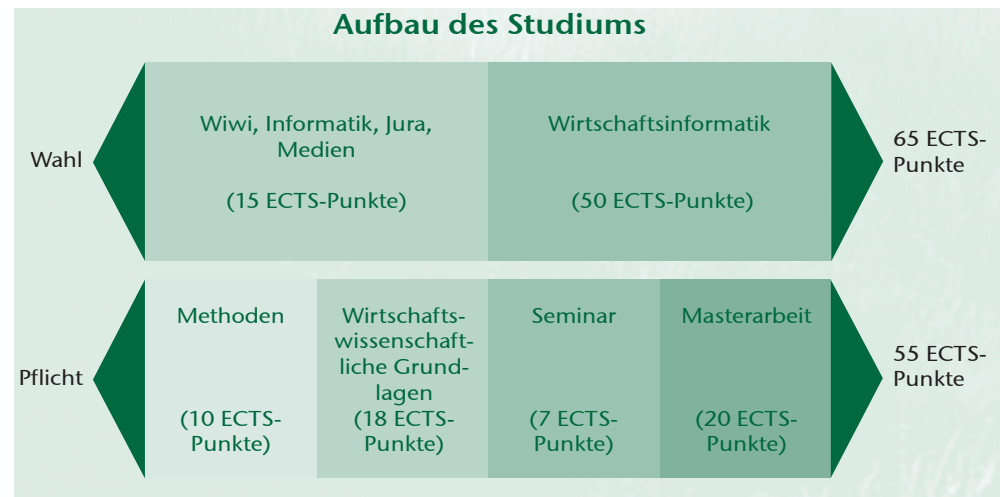 Aufbau des Studiums
Wahl
Wiwi, Informatik, Jura,
Medien
(15 ECTS-Punkte)
Wirtschaftsinformatik
(50 ECTS-Punkte)
65 ECTS-
Punkte
Pflicht
Methoden
(10 ECTS-
Punkte)
Wirtschafts-
wissenschaft-
liche Grund-
lagen
(18 ECTS-
Punkte)
Seminar
(7 ECTS-
Punkte)
Masterarbeit
(20 ECTS-
Punkte)
55 ECTS-
Punkte